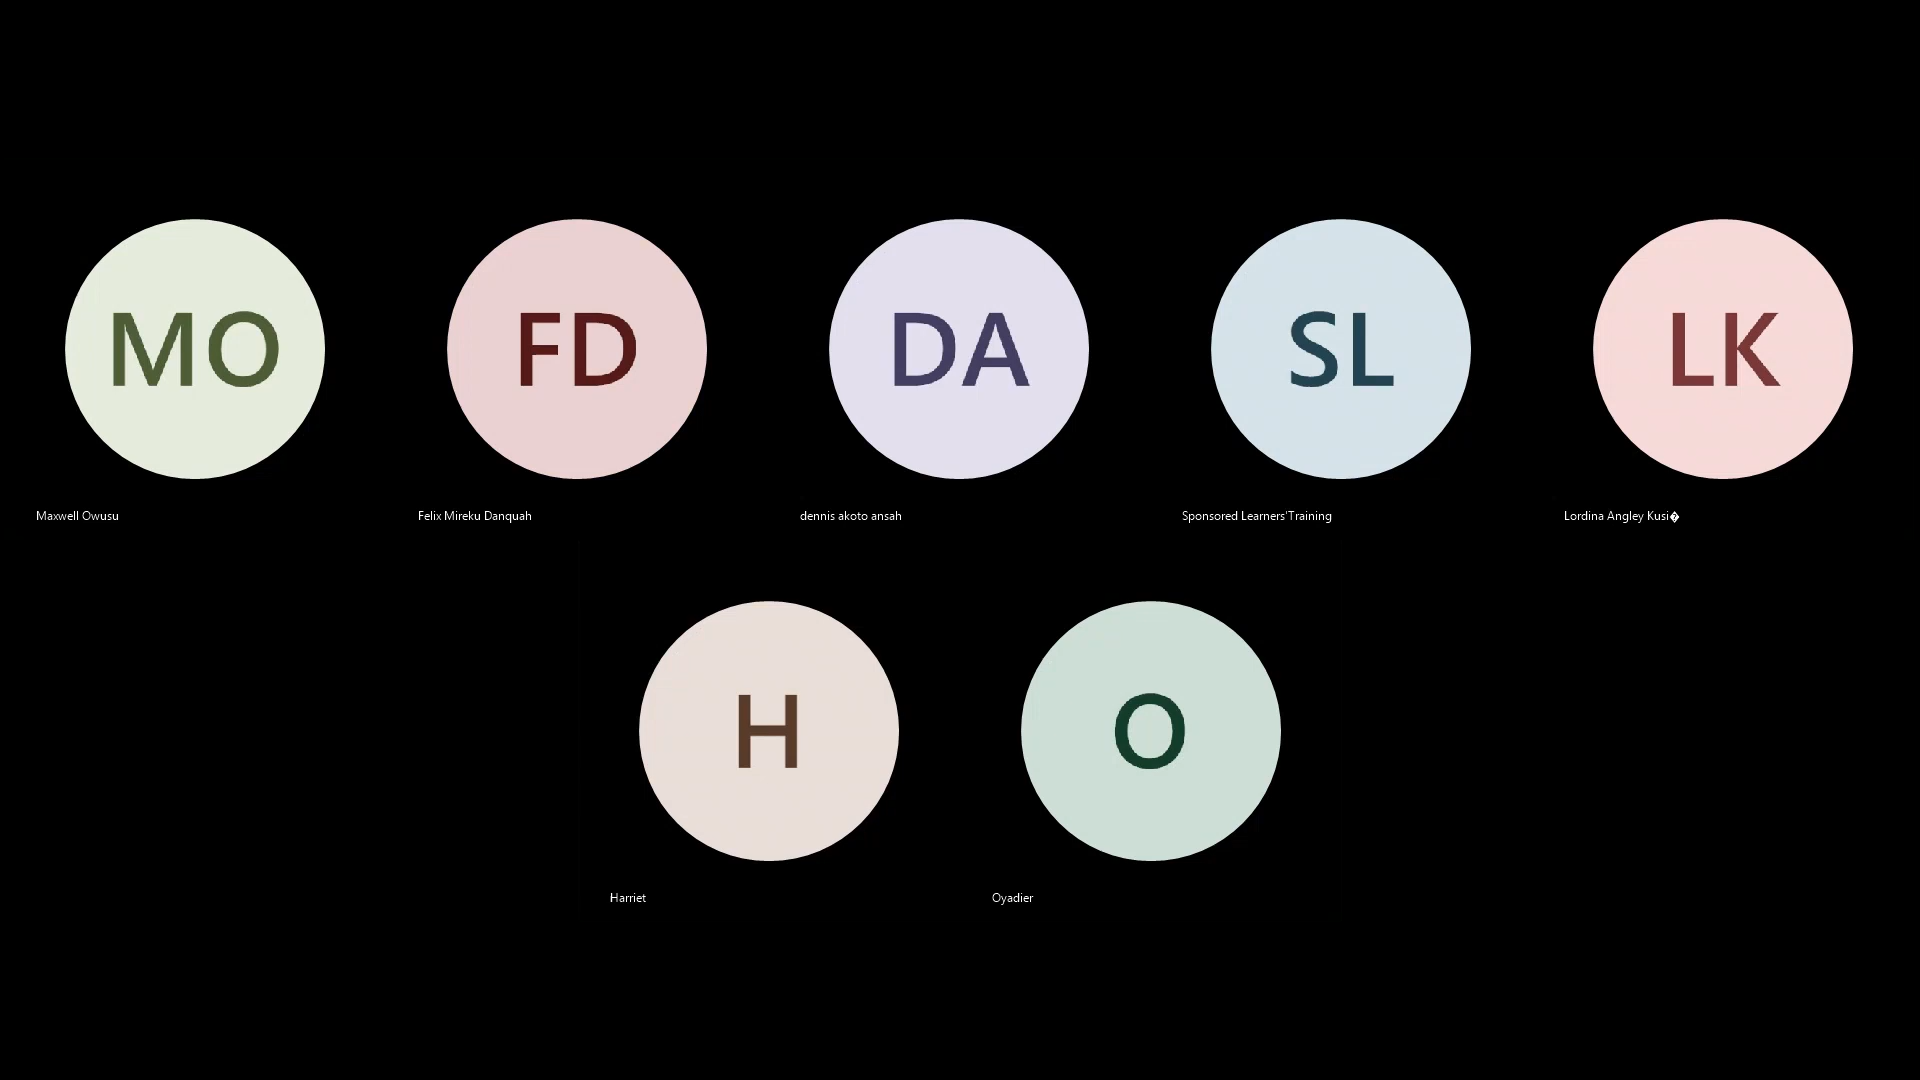 MO
FD
DA
SL
LK
Maxwell Owusu
Felix Mireku Danquah
dennis akoto ansah
Sponsored Learners'Training
Lordina Angley Kusi�
H
O
Harriet
Oyadier